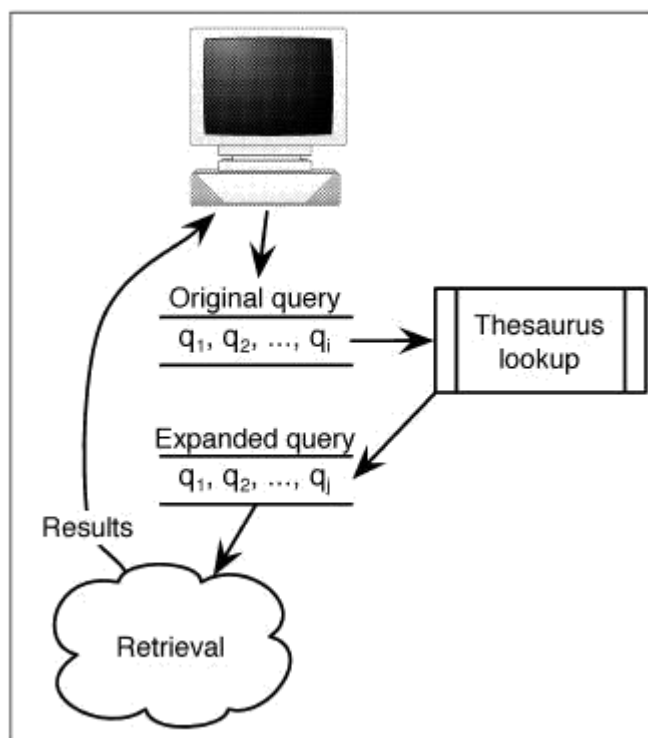 Original query
q₁, q₂, ..., qᵢ
Thesaurus
lookup
Expanded query
q₁, q₂, ..., qⱼ
Results
Retrieval